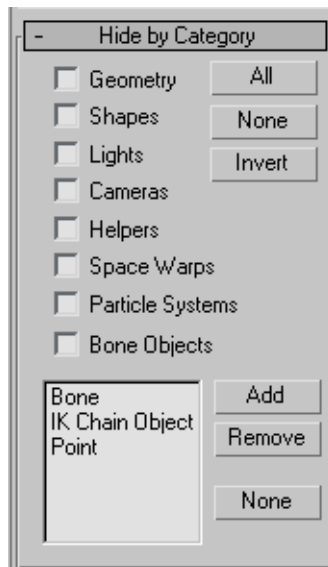 - Hide by Category
Geometry All
Shapes None
Lights Invert
Cameras
Helpers
Space Warps
Particle Systems
Bone Objects
Bone Add
IK Chain Object Remove
Point
None